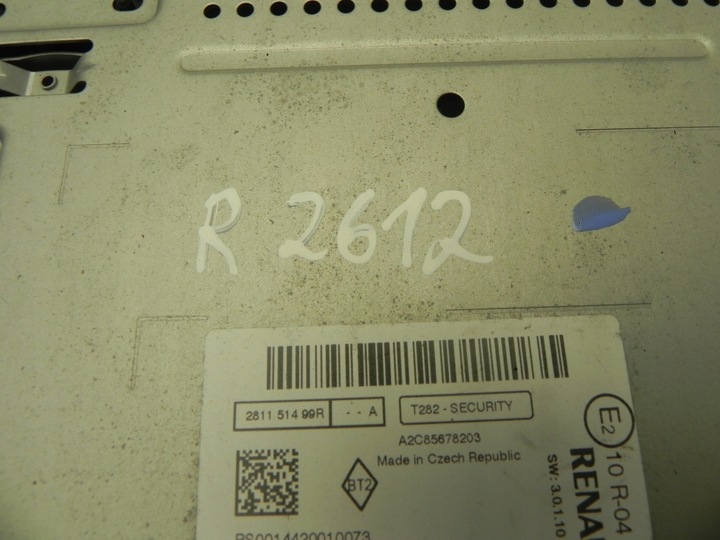 R 2612
2811 514 99R - - A
T282 - SECURITY
A2C85678203
Made in Czech Republic
BT2
E2
10 R-04
SW: 3.0.1.10